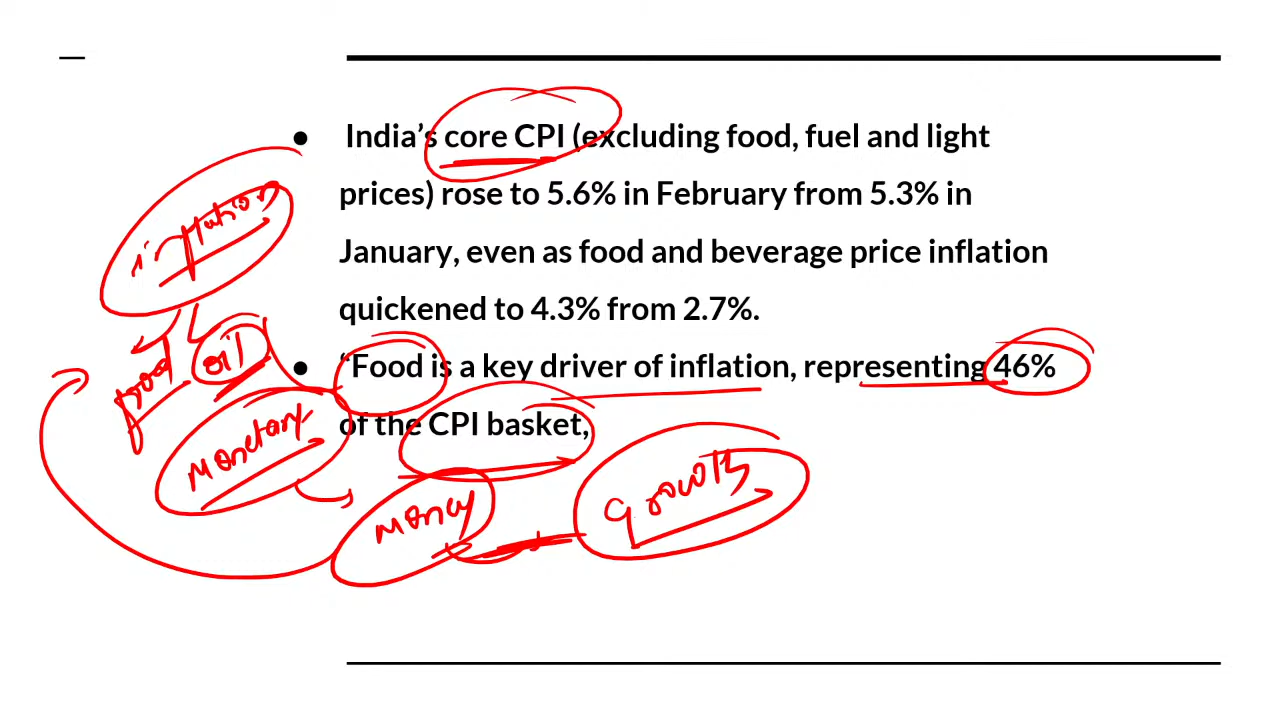 ● India’s core CPI (excluding food, fuel and light
prices) rose to 5.6% in February from 5.3% in
January, even as food and beverage price inflation
quickened to 4.3% from 2.7%.
● “Food is a key driver of inflation, representing 46%
of the CPI basket,
inflation
food
oil
Monetary
Money
Growth